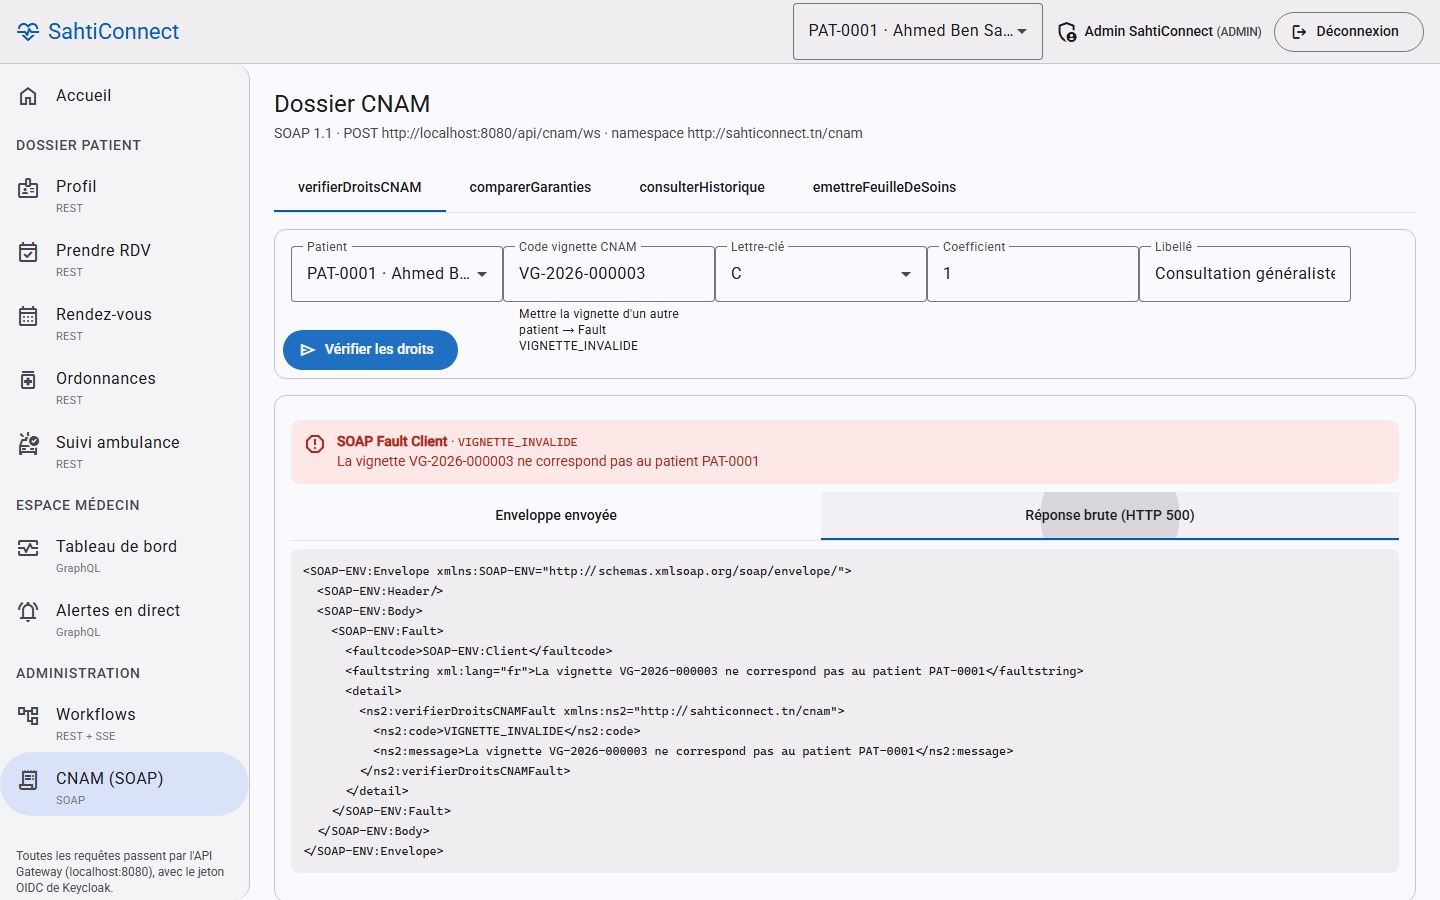 SahtiConnect
PAT-0001 · Ahmed Ben Sa...
Admin SahtiConnect (ADMIN)
Déconnexion
Accueil
DOSSIER PATIENT
Profil
REST
Prendre RDV
REST
Rendez-vous
REST
Ordonnances
REST
Suivi ambulance
REST
ESPACE MÉDECIN
Tableau de bord
GraphQL
Alertes en direct
GraphQL
ADMINISTRATION
Workflows
REST + SSE
CNAM (SOAP)
SOAP
Toutes les requêtes passent par l'API
Gateway (localhost:8080), avec le jeton
OIDC de Keycloak.
Dossier CNAM
SOAP 1.1 · POST http://localhost:8080/api/cnam/ws · namespace http://sahticonnect.tn/cnam
verifierDroitsCNAM
comparerGaranties
consulterHistorique
emettreFeuilleDeSoins
Patient
PAT-0001 · Ahmed B...
Code vignette CNAM
VG-2026-000003
Mettre la vignette d'un autre
patient → Fault
VIGNETTE_INVALIDE
Lettre-clé
C
Coefficient
1
Libellé
Consultation généraliste
Vérifier les droits
SOAP Fault Client · VIGNETTE_INVALIDE
La vignette VG-2026-000003 ne correspond pas au patient PAT-0001
Enveloppe envoyée
Réponse brute (HTTP 500)
<SOAP-ENV:Envelope xmlns:SOAP-ENV="http://schemas.xmlsoap.org/soap/envelope/">
<SOAP-ENV:Header/>
<SOAP-ENV:Body>
<SOAP-ENV:Fault>
<faultcode>SOAP-ENV:Client</faultcode>
<faultstring xml:lang="fr">La vignette VG-2026-000003 ne correspond pas au patient PAT-0001</faultstring>
<detail>
<ns2:verifierDroitsCNAMFault xmlns:ns2="http://sahticonnect.tn/cnam">
<ns2:code>VIGNETTE_INVALIDE</ns2:code>
<ns2:message>La vignette VG-2026-000003 ne correspond pas au patient PAT-0001</ns2:message>
</ns2:verifierDroitsCNAMFault>
</detail>
</SOAP-ENV:Fault>
</SOAP-ENV:Body>
</SOAP-ENV:Envelope>